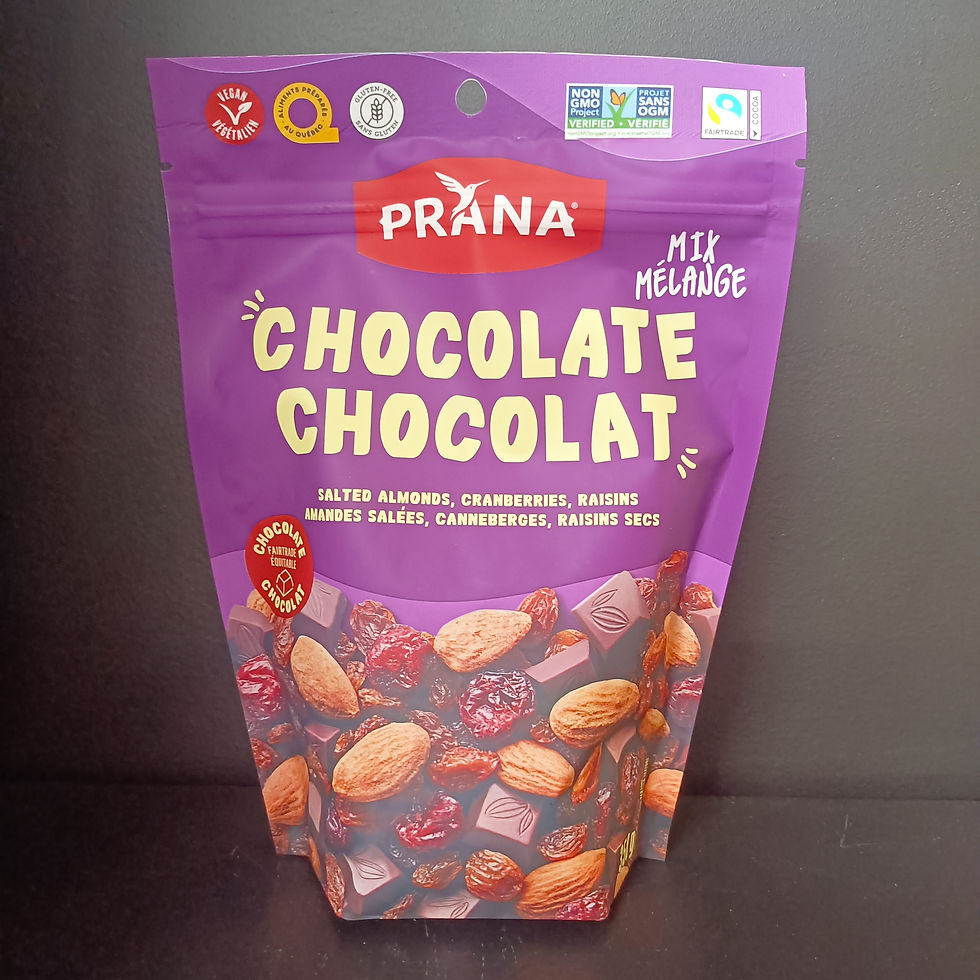 VEGAN
VÉGÉTALIEN
ALIMENTS PRÉPARÉS
AU QUÉBEC
GLUTEN-FREE
SANS GLUTEN
NON
GMO
Project
PROJET
SANS
OGM
VERIFIED • VÉRIFIÉ
FAIRTRADE
COCOA
PRANA®
MIX
MÉLANGE
CHOCOLATE
CHOCOLAT
SALTED ALMONDS, CRANBERRIES, RAISINS
AMANDES SALÉES, CANNEBERGES, RAISINS SECS
CHOCOLATE
FAIRTRADE
ÉQUITABLE
CHOCOLAT